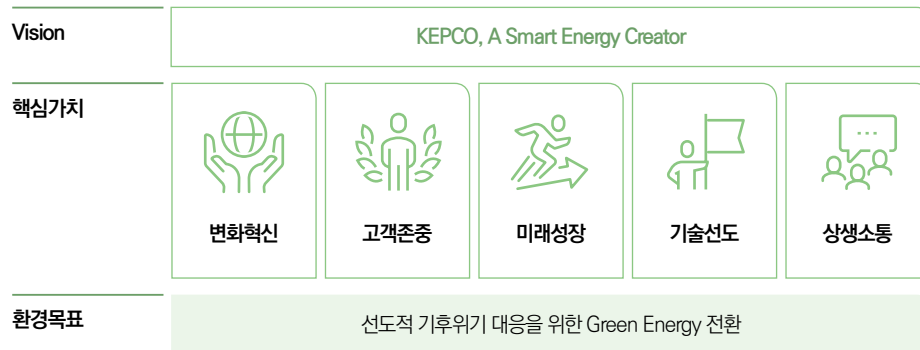 Vision
KEPCO, A Smart Energy Creator
핵심가치
변화혁신
고객존중
미래성장
기술선도
상생소통
환경목표
선도적 기후위기 대응을 위한 Green Energy 전환